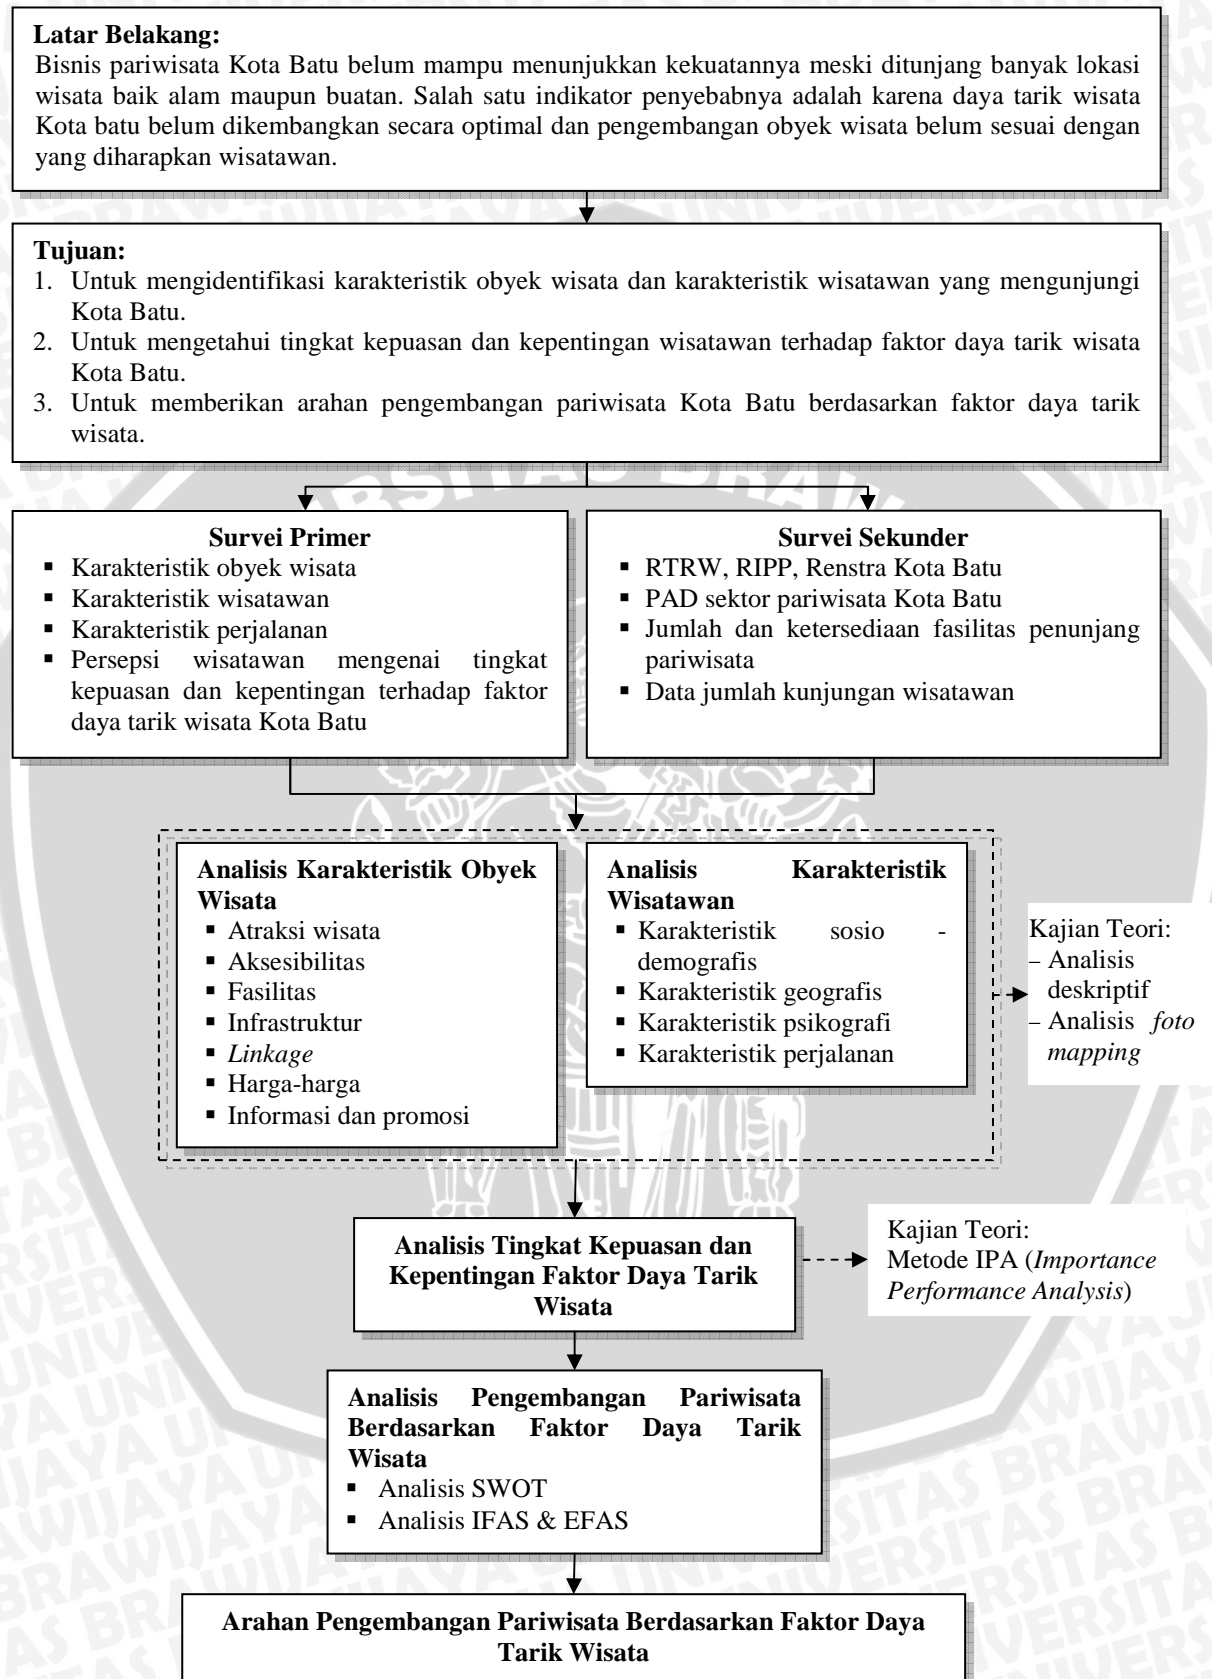 Latar Belakang:
Bisnis pariwisata Kota Batu belum mampu menunjukkan kekuatannya meski ditunjang banyak lokasi
wisata baik alam maupun buatan. Salah satu indikator penyebabnya adalah karena daya tarik wisata
Kota batu belum dikembangkan secara optimal dan pengembangan obyek wisata belum sesuai dengan
yang diharapkan wisatawan.
Tujuan:
1. Untuk mengidentifikasi karakteristik obyek wisata dan karakteristik wisatawan yang mengunjungi
Kota Batu.
2. Untuk mengetahui tingkat kepuasan dan kepentingan wisatawan terhadap faktor daya tarik wisata
Kota Batu.
3. Untuk memberikan arahan pengembangan pariwisata Kota Batu berdasarkan faktor daya tarik
wisata.
Survei Primer
▪ Karakteristik obyek wisata
▪ Karakteristik wisatawan
▪ Karakteristik perjalanan
▪ Persepsi wisatawan mengenai tingkat
kepuasan dan kepentingan terhadap faktor
daya tarik wisata Kota Batu
Survei Sekunder
▪ RTRW, RIPP, Renstra Kota Batu
▪ PAD sektor pariwisata Kota Batu
▪ Jumlah dan ketersediaan fasilitas penunjang
pariwisata
▪ Data jumlah kunjungan wisatawan
Analisis Karakteristik Obyek
Wisata
▪ Atraksi wisata
▪ Aksesibilitas
▪ Fasilitas
▪ Infrastruktur
▪ Linkage
▪ Harga-harga
▪ Informasi dan promosi
Analisis Karakteristik
Wisatawan
▪ Karakteristik sosio -
demografis
▪ Karakteristik geografis
▪ Karakteristik psikografi
▪ Karakteristik perjalanan
Kajian Teori:
– Analisis
deskriptif
– Analisis foto
mapping
Analisis Tingkat Kepuasan dan
Kepentingan Faktor Daya Tarik
Wisata
Kajian Teori:
Metode IPA (Importance
Performance Analysis)
Analisis Pengembangan Pariwisata
Berdasarkan Faktor Daya Tarik
Wisata
▪ Analisis SWOT
▪ Analisis IFAS & EFAS
Arahan Pengembangan Pariwisata Berdasarkan Faktor Daya
Tarik Wisata